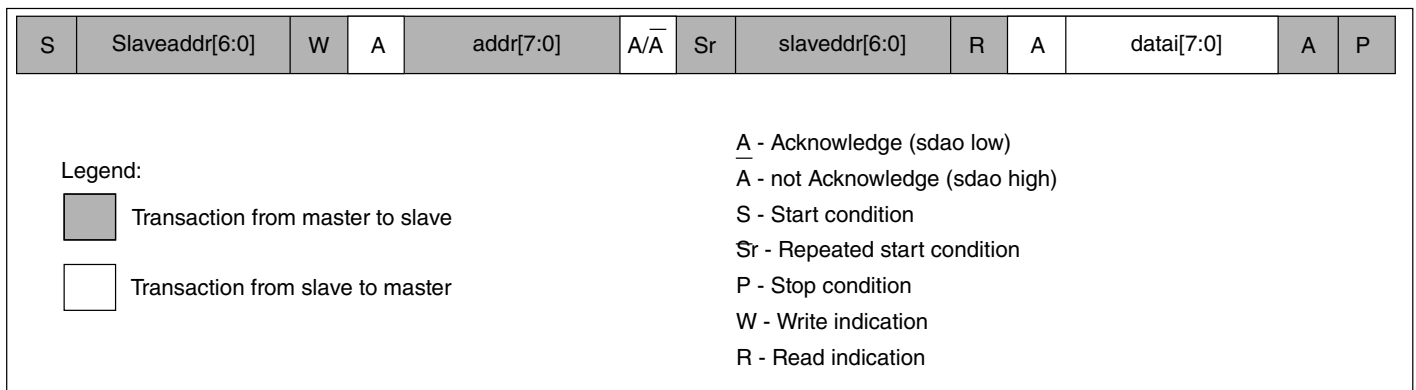 S Slaveaddr[6:0] W A addr[7:0] A/A̅ Sr slaveddr[6:0] R A datai[7:0] A P
Legend:
Transaction from master to slave
Transaction from slave to master
A - Acknowledge (sdao low)
A̅ - not Acknowledge (sdao high)
S - Start condition
Sr - Repeated start condition
P - Stop condition
W - Write indication
R - Read indication